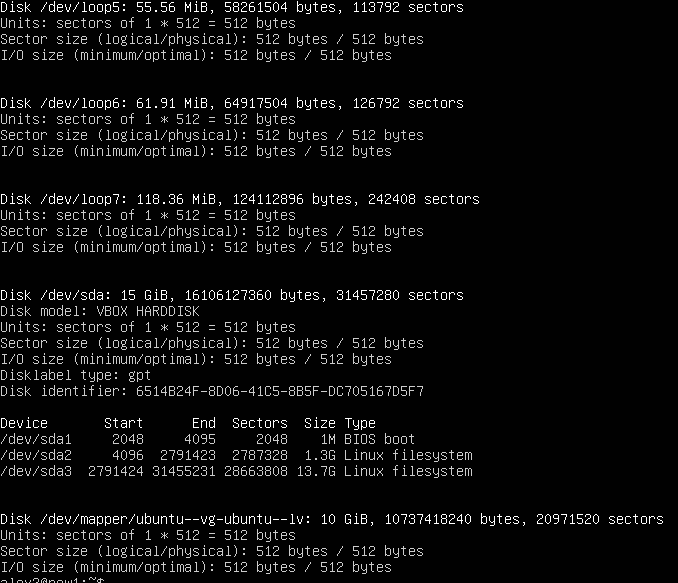 Disk /dev/loop5: 55.56 MiB, 58261504 bytes, 113792 sectors
Units: sectors of 1 * 512 = 512 bytes
Sector size (logical/physical): 512 bytes / 512 bytes
I/O size (minimum/optimal): 512 bytes / 512 bytes
Disk /dev/loop6: 61.91 MiB, 64917504 bytes, 126792 sectors
Units: sectors of 1 * 512 = 512 bytes
Sector size (logical/physical): 512 bytes / 512 bytes
I/O size (minimum/optimal): 512 bytes / 512 bytes
Disk /dev/loop7: 118.36 MiB, 124112896 bytes, 242408 sectors
Units: sectors of 1 * 512 = 512 bytes
Sector size (logical/physical): 512 bytes / 512 bytes
I/O size (minimum/optimal): 512 bytes / 512 bytes
Disk /dev/sda: 15 GiB, 16106127360 bytes, 31457280 sectors
Disk model: VBOX HARDDISK
Units: sectors of 1 * 512 = 512 bytes
Sector size (logical/physical): 512 bytes / 512 bytes
I/O size (minimum/optimal): 512 bytes / 512 bytes
Disklabel type: gpt
Disk identifier: 6514B24F-8D06-41C5-8B5F-DC705167D5F7
Device Start End Sectors Size Type
/dev/sda1 2048 4095 2048 1M BIOS boot
/dev/sda2 4096 2791423 2787328 1.3G Linux filesystem
/dev/sda3 2791424 31455231 28663808 13.7G Linux filesystem
Disk /dev/mapper/ubuntu--vg-ubuntu--lv: 10 GiB, 10737418240 bytes, 20971520 sectors
Units: sectors of 1 * 512 = 512 bytes
Sector size (logical/physical): 512 bytes / 512 bytes
I/O size (minimum/optimal): 512 bytes / 512 bytes